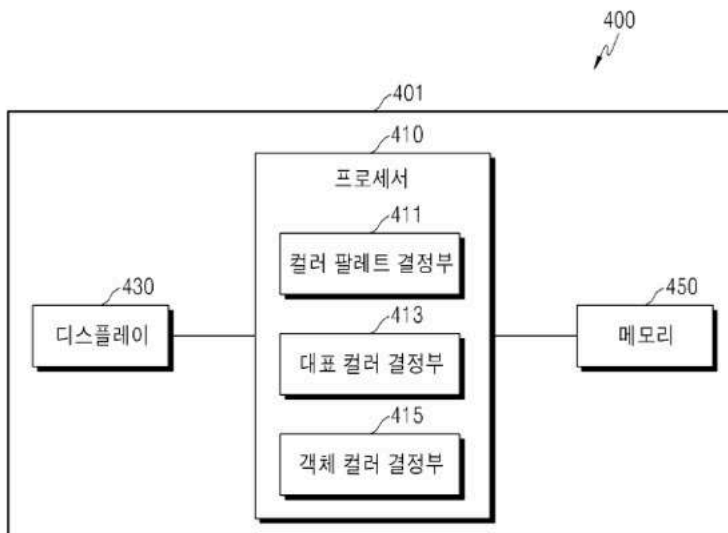 400
401
410
프로세서
411
컬러 팔레트 결정부
430
디스플레이
413
대표 컬러 결정부
450
메모리
415
객체 컬러 결정부